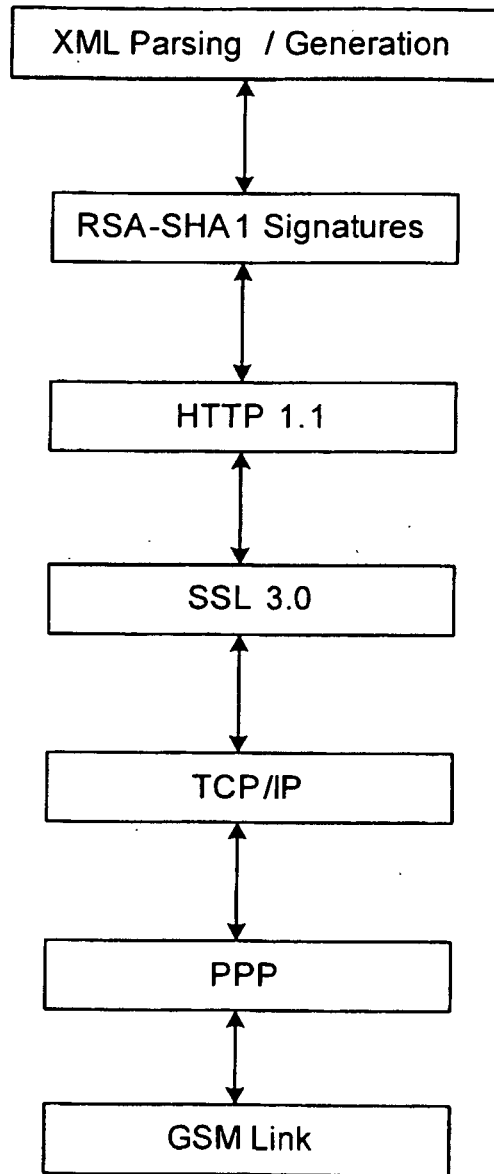 XML Parsing / Generation
RSA-SHA1 Signatures
HTTP 1.1
SSL 3.0
TCP/IP
PPP
GSM Link